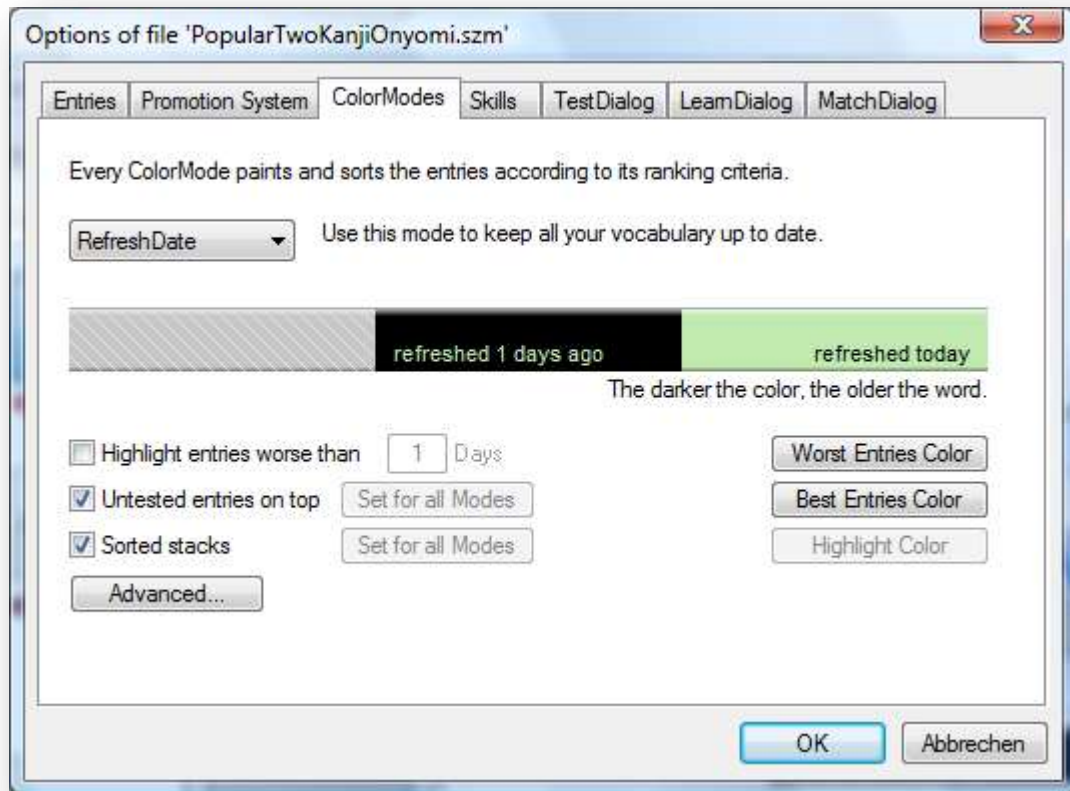 Options of file 'PopularTwoKanjiOnyomi.szm'
Entries Promotion System ColorModes Skills TestDialog LearnDialog MatchDialog
Every ColorMode paints and sorts the entries according to its ranking criteria.
RefreshDate Use this mode to keep all your vocabulary up to date.
refreshed 1 days ago refreshed today
The darker the color, the older the word.
Highlight entries worse than 1 Days Worst Entries Color
Untested entries on top Set for all Modes Best Entries Color
Sorted stacks Set for all Modes Highlight Color
Advanced...
OK Abbrechen